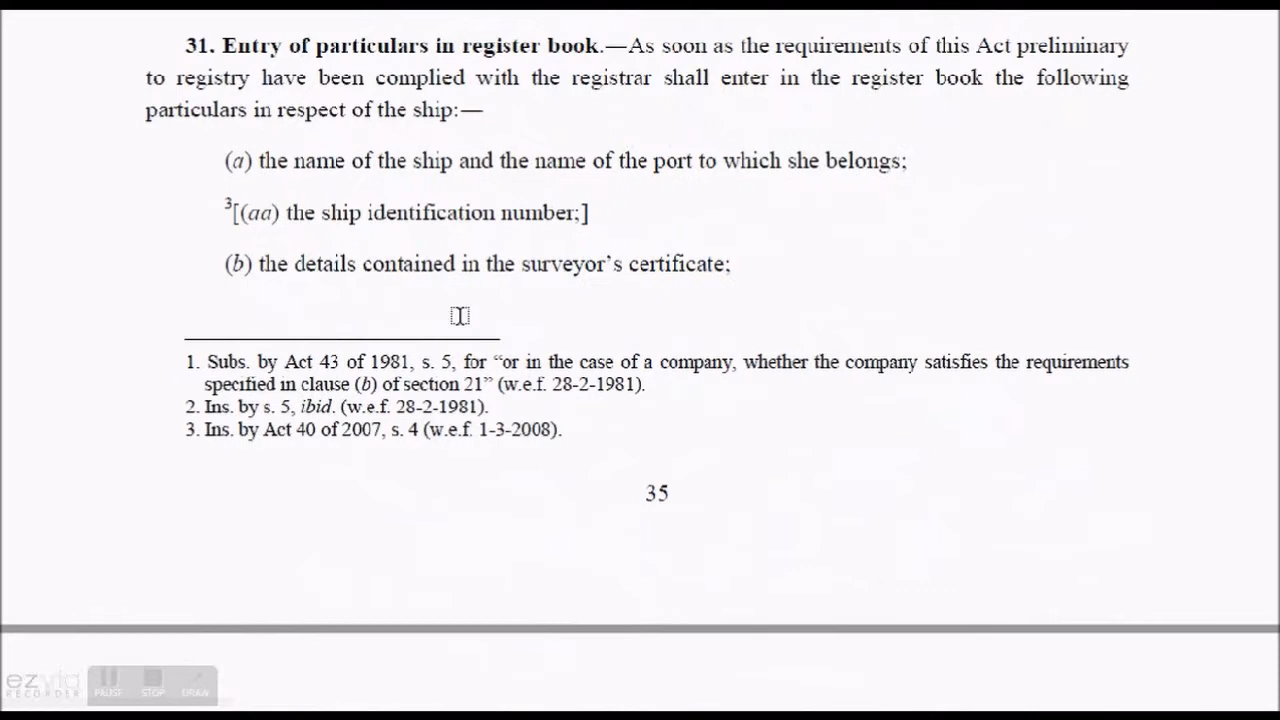 31. Entry of particulars in register book.—As soon as the requirements of this Act preliminary
to registry have been complied with the registrar shall enter in the register book the following
particulars in respect of the ship:—
(a) the name of the ship and the name of the port to which she belongs;
3[(aa) the ship identification number;]
(b) the details contained in the surveyor’s certificate;
1. Subs. by Act 43 of 1981, s. 5, for “or in the case of a company, whether the company satisfies the requirements
specified in clause (b) of section 21” (w.e.f. 28-2-1981).
2. Ins. by s. 5, ibid. (w.e.f. 28-2-1981).
3. Ins. by Act 40 of 2007, s. 4 (w.e.f. 1-3-2008).
35
ezvid
RECORDER
PAUSE STOP DRAW